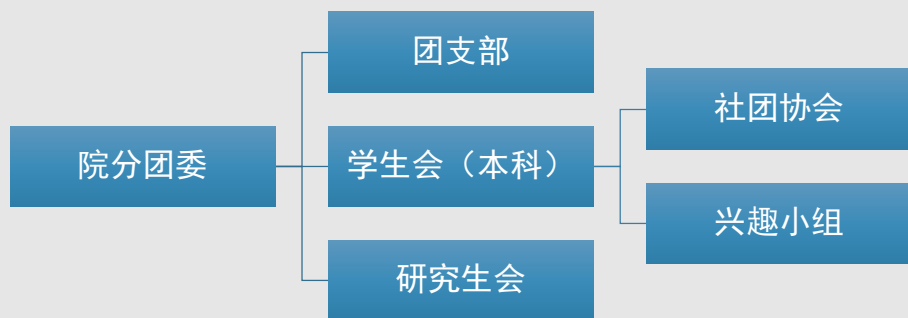 院分团委
团支部
学生会（本科）
研究生会
社团协会
兴趣小组